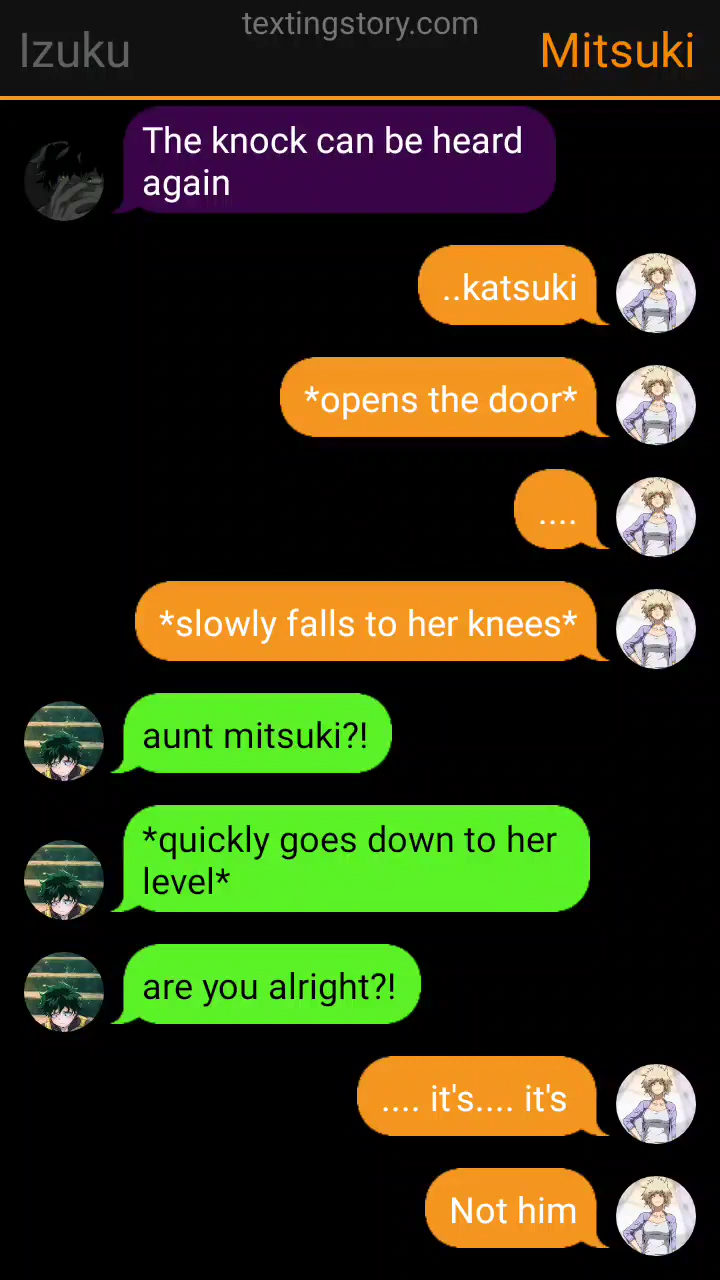 textingstory.com
Izuku
Mitsuki
The knock can be heard
again
..katsuki
*opens the door*
....
*slowly falls to her knees*
aunt mitsuki?!
*quickly goes down to her
level*
are you alright?!
.... it's.... it's
Not him